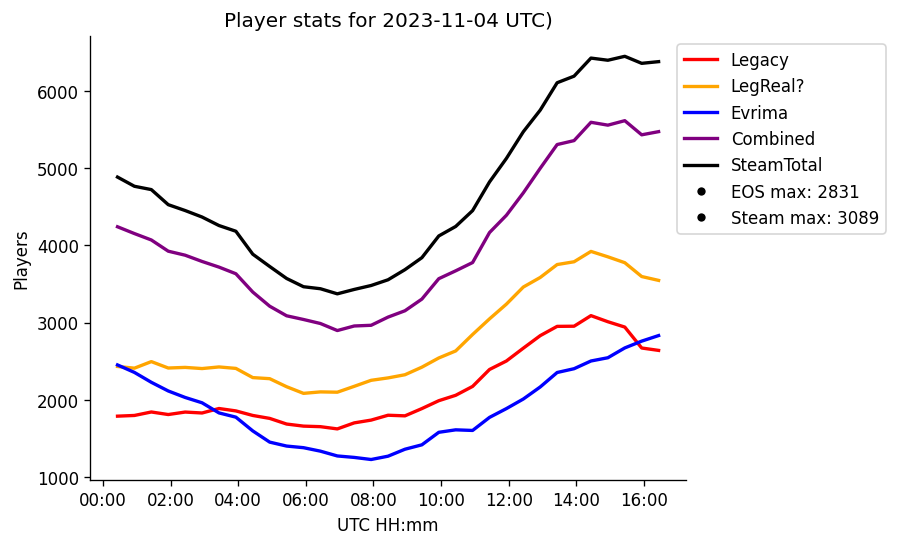 Player stats for 2023-11-04 UTC)
Players
6000
5000
4000
3000
2000
1000
00:00 02:00 04:00 06:00 08:00 10:00 12:00 14:00 16:00
UTC HH:mm
Legacy
LegReal?
Evrima
Combined
SteamTotal
EOS max: 2831
Steam max: 3089